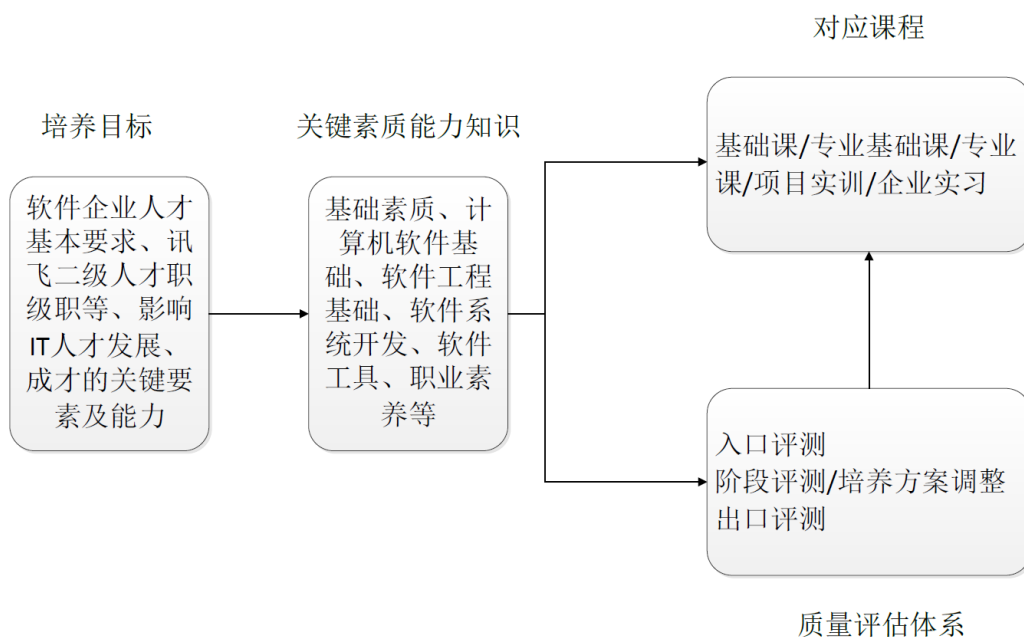 培养目标
软件企业人才
基本要求、讯
飞二级人才职
级职等、影响
IT人才发展、
成才的关键要
素及能力
关键素质能力知识
基础素质、计
算机软件基
础、软件工程
基础、软件系
统开发、软件
工具、职业素
养等
对应课程
基础课/专业基础课/专业
课/项目实训/企业实习
入口评测
阶段评测/培养方案调整
出口评测
质量评估体系